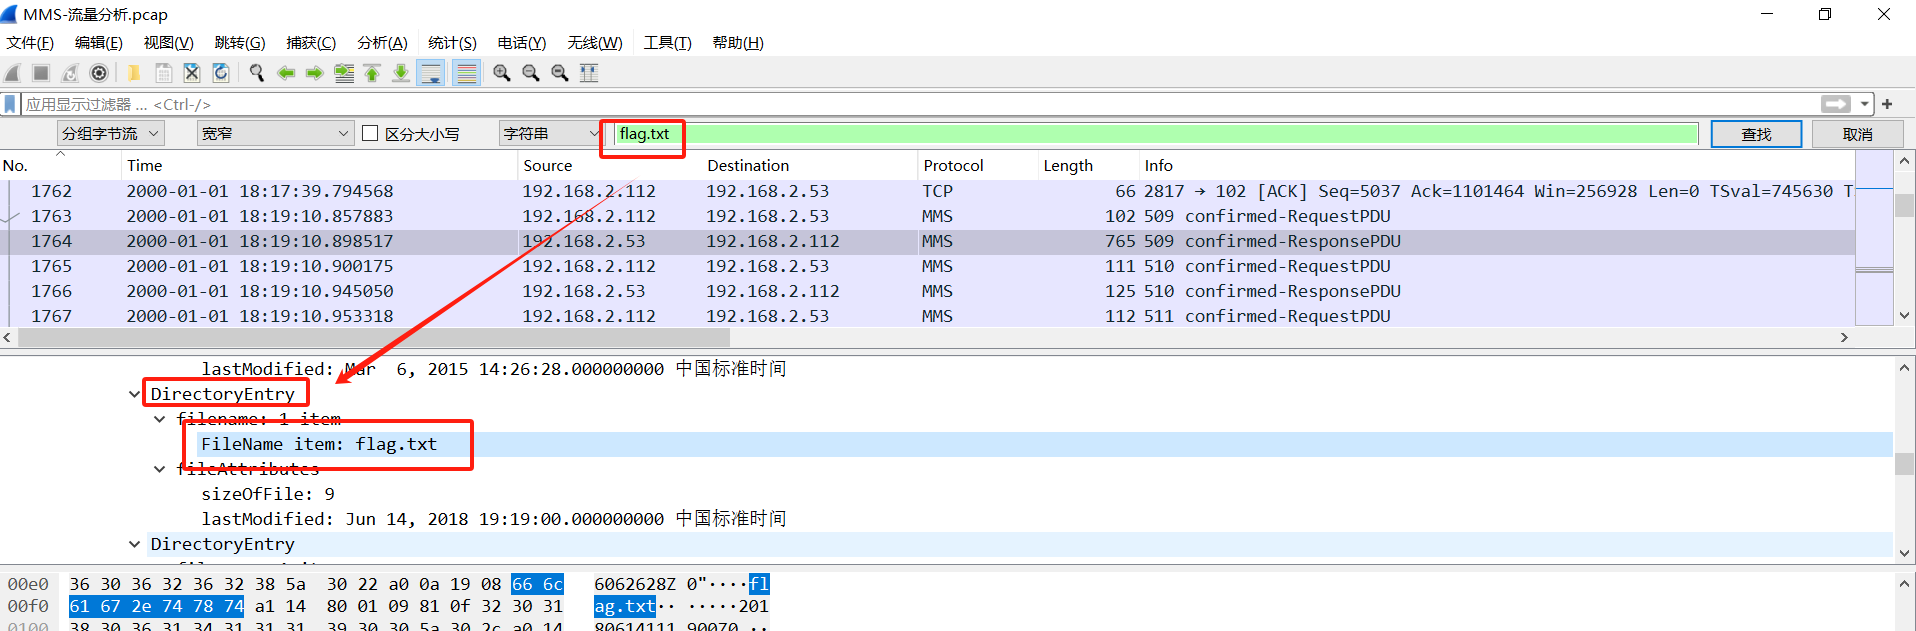 MMS-流量分析.pcap
文件(F) 编辑(E) 视图(V) 跳转(G) 捕获(C) 分析(A) 统计(S) 电话(Y) 无线(W) 工具(T) 帮助(H)
应用显示过滤器 … <Ctrl-/>
分组字节流 宽窄 区分大小写 字符串 flag.txt 查找 取消
No. Time Source Destination Protocol Length Info
1762 2000-01-01 18:17:39.794568 192.168.2.112 192.168.2.53 TCP 66 2817 → 102 [ACK] Seq=5037 Ack=1101464 Win=256928 Len=0 TSval=745630 T
1763 2000-01-01 18:19:10.857883 192.168.2.112 192.168.2.53 MMS 102 509 confirmed-RequestPDU
1764 2000-01-01 18:19:10.898517 192.168.2.53 192.168.2.112 MMS 765 509 confirmed-ResponsePDU
1765 2000-01-01 18:19:10.900175 192.168.2.112 192.168.2.53 MMS 111 510 confirmed-RequestPDU
1766 2000-01-01 18:19:10.945050 192.168.2.53 192.168.2.112 MMS 125 510 confirmed-ResponsePDU
1767 2000-01-01 18:19:10.953318 192.168.2.112 192.168.2.53 MMS 112 511 confirmed-RequestPDU
lastModified: Mar 6, 2015 14:26:28.000000000 中国标准时间
DirectoryEntry
filename: 1 item
FileName item: flag.txt
fileAttributes
sizeOfFile: 9
lastModified: Jun 14, 2018 19:19:00.000000000 中国标准时间
DirectoryEntry
00e0 36 30 36 32 36 32 38 5a 30 22 a0 0a 19 08 66 6c 6062628Z 0"····fl
00f0 61 67 2e 74 78 74 a1 14 80 01 09 81 0f 32 30 31 ag.txt·· ·····201
0100 38 30 36 31 34 31 31 31 39 30 30 5a 30 2c a0 14 80614111 900Z0,··